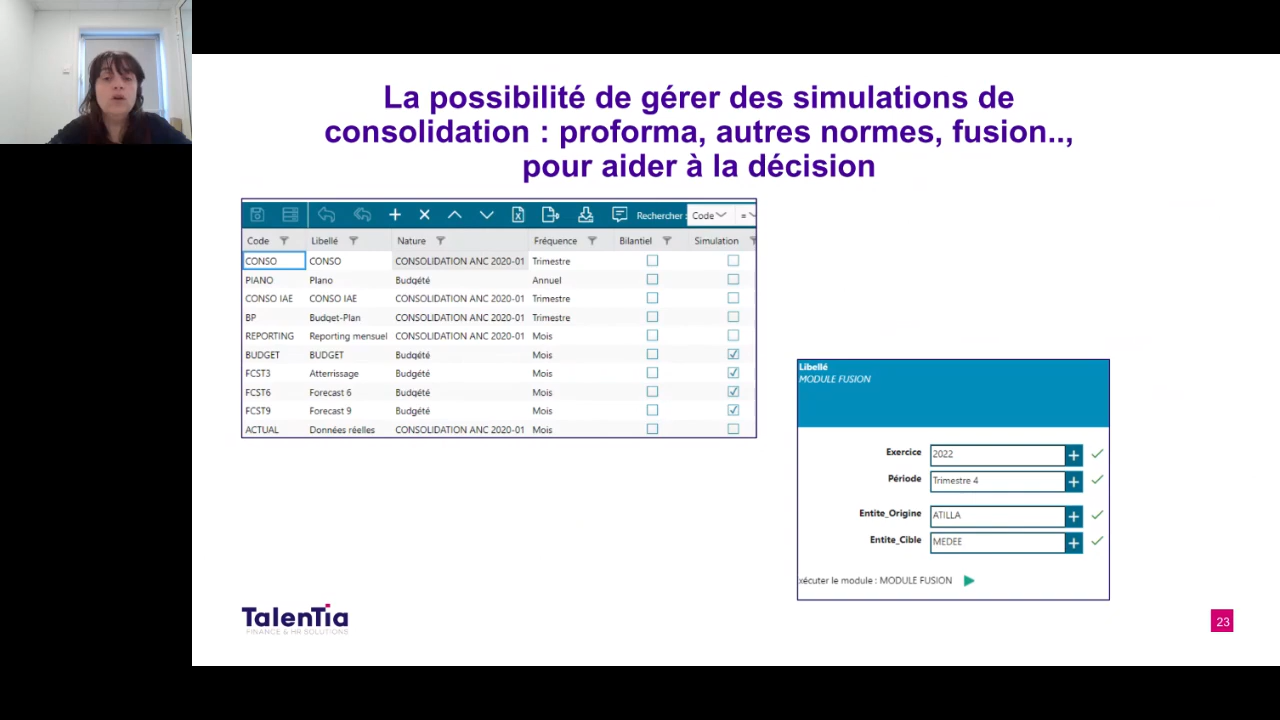 La possibilité de gérer des simulations de
consolidation : proforma, autres normes, fusion..,
pour aider à la décision
Rechercher : Code =
Code Libellé Nature Fréquence Bilantiel Simulation
CONSO CONSO CONSOLIDATION ANC 2020-01 Trimestre
PIANO Plano Budgété Annuel
CONSO IAE CONSO IAE CONSOLIDATION ANC 2020-01 Trimestre
BP Budget-Plan CONSOLIDATION ANC 2020-01 Trimestre
REPORTING Reporting mensuel CONSOLIDATION ANC 2020-01 Mois
BUDGET BUDGET Budgété Mois
FCST3 Atterrissage Budgété Mois
FCST6 Forecast 6 Budgété Mois
FCST9 Forecast 9 Budgété Mois
ACTUAL Données réelles CONSOLIDATION ANC 2020-01 Mois
Libellé
MODULE FUSION
Exercice 2022
Période Trimestre 4
Entite_Origine ATILLA
Entite_Cible MEDEE
xécuter le module : MODULE FUSION
TalenTia
FINANCE & HR SOLUTIONS
23